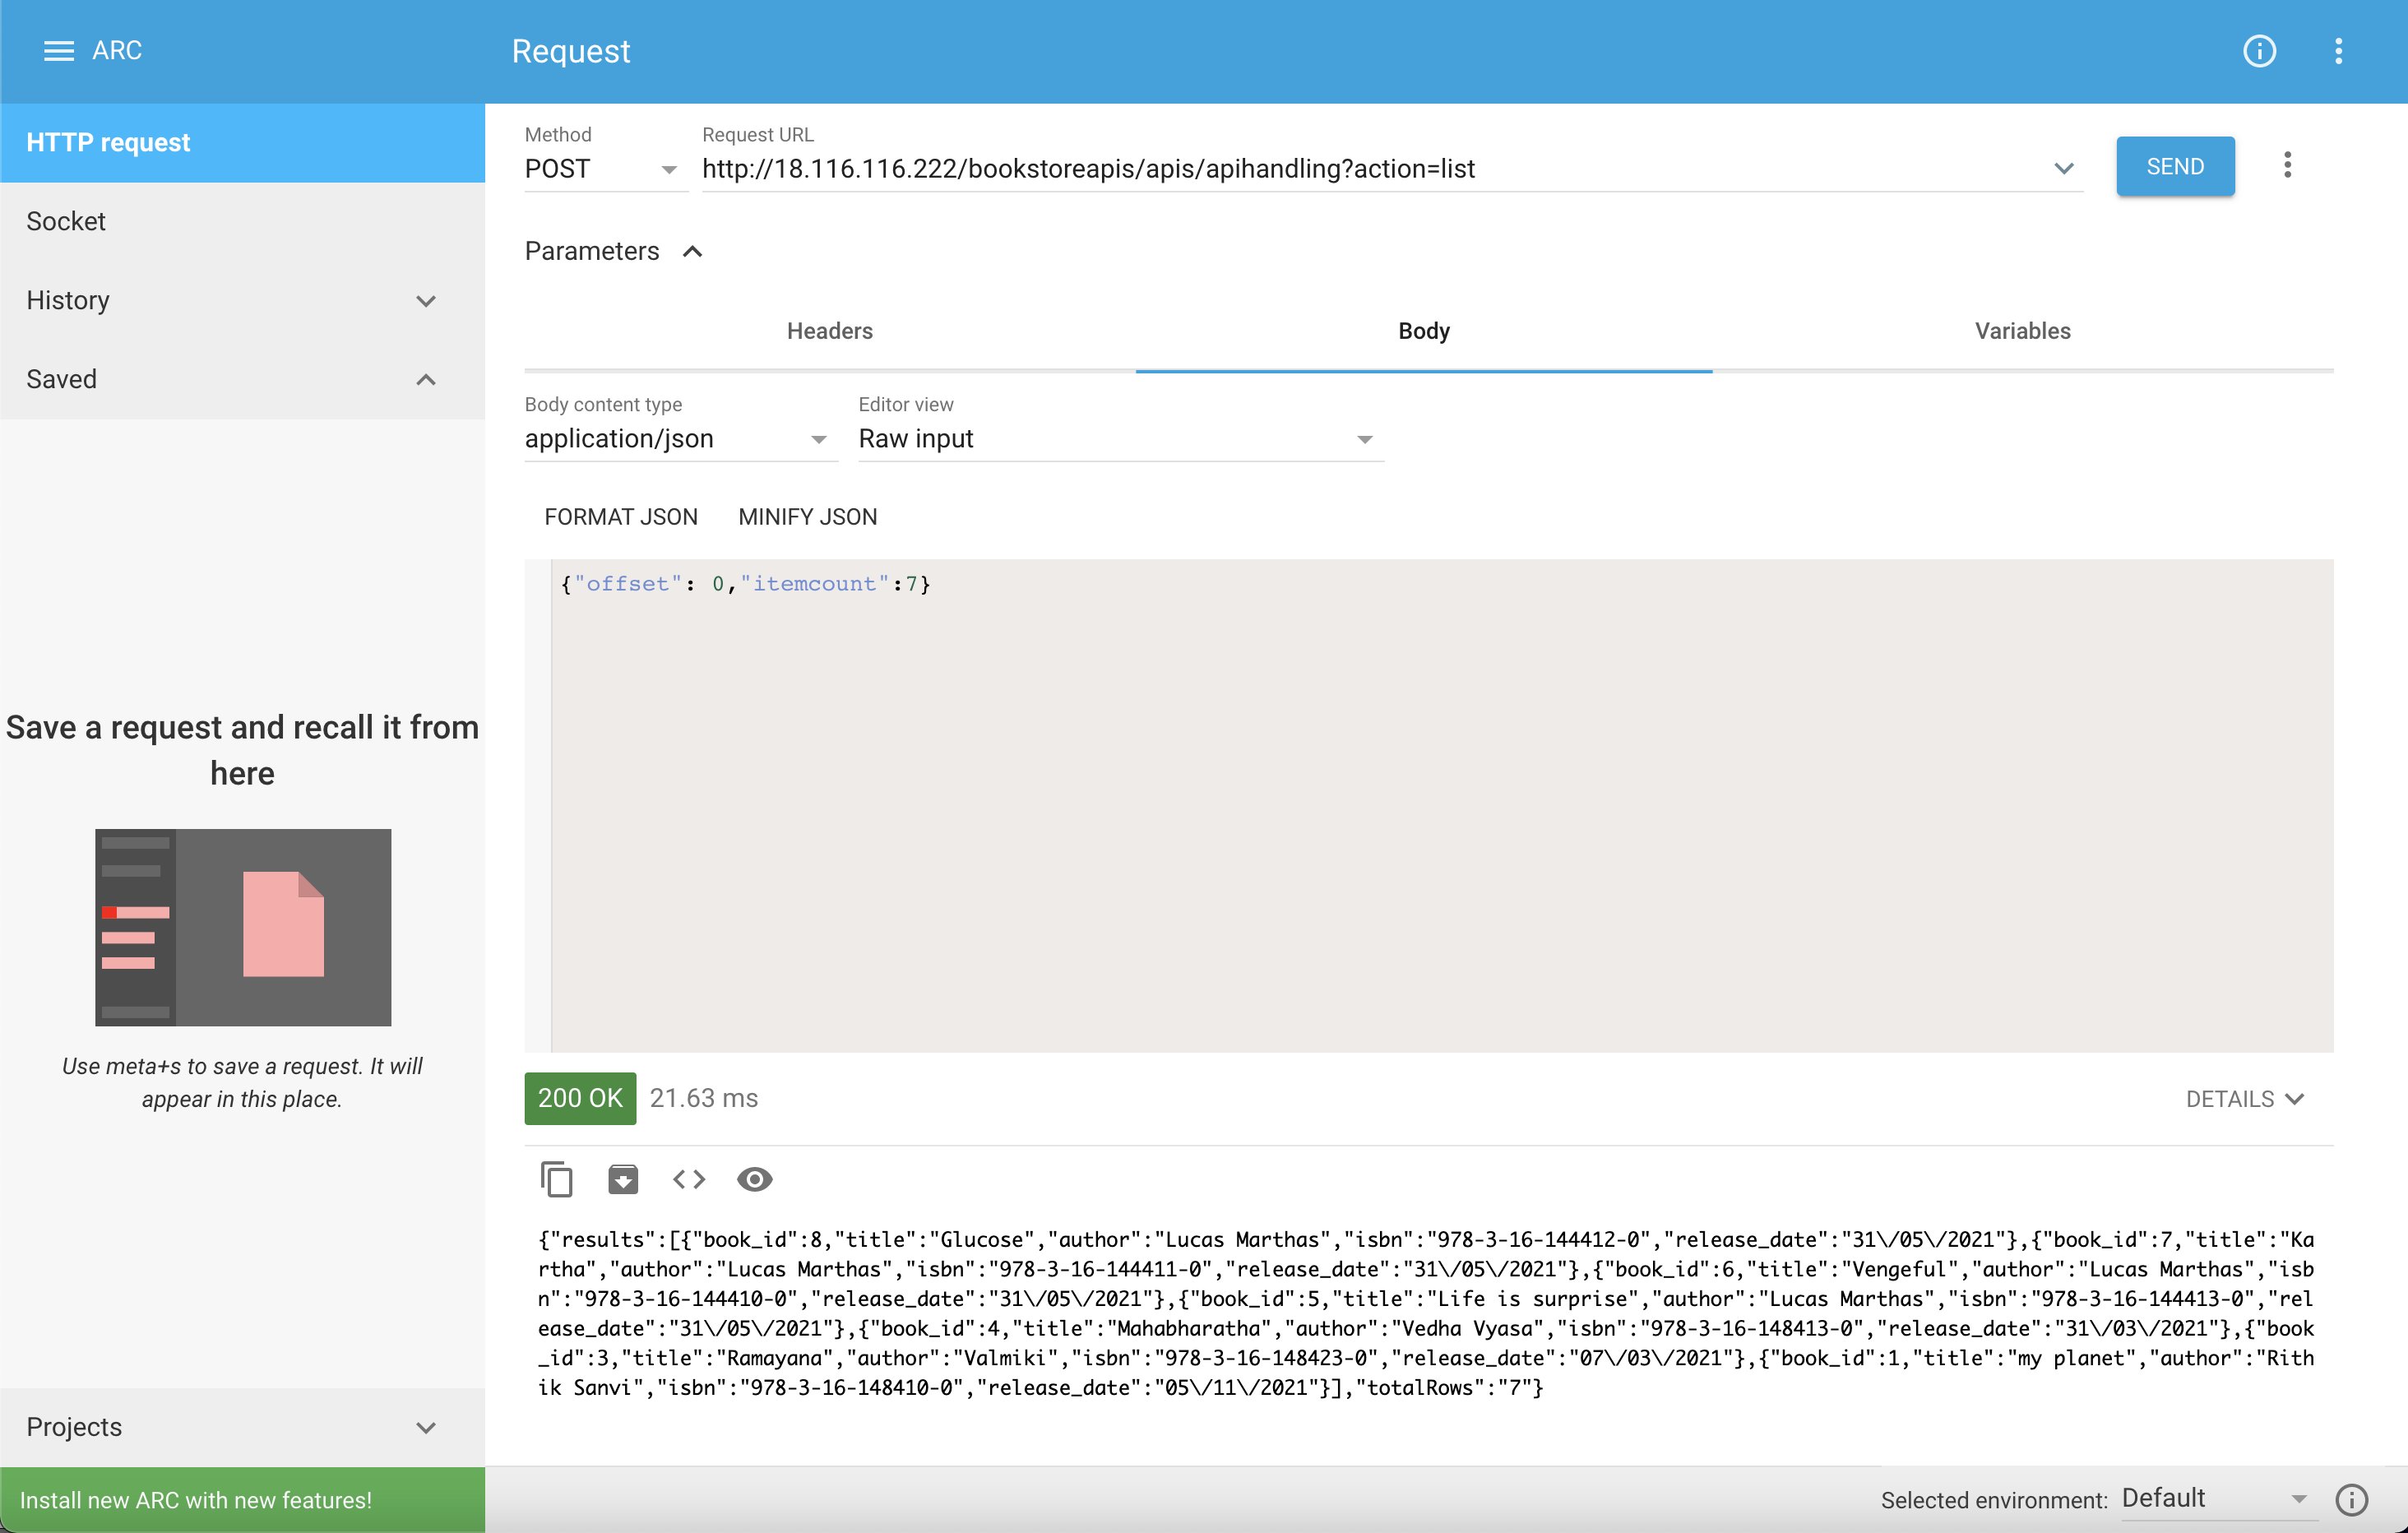 ARC
Request
HTTP request
Socket
History
Saved
Save a request and recall it from
here
Use meta+s to save a request. It will
appear in this place.
Projects
Install new ARC with new features!
Method
POST
Request URL
http://18.116.116.222/bookstoreapis/apis/apihandling?action=list
SEND
Parameters
Headers
Body
Variables
Body content type
application/json
Editor view
Raw input
FORMAT JSON
MINIFY JSON
{"offset": 0,"itemcount":7}
200 OK
21.63 ms
DETAILS
{"results":[{"book_id":8,"title":"Glucose","author":"Lucas Marthas","isbn":"978-3-16-144412-0","release_date":"31\/05\/2021"},{"book_id":7,"title":"Ka
rtha","author":"Lucas Marthas","isbn":"978-3-16-144411-0","release_date":"31\/05\/2021"},{"book_id":6,"title":"Vengeful","author":"Lucas Marthas","isb
n":"978-3-16-144410-0","release_date":"31\/05\/2021"},{"book_id":5,"title":"Life is surprise","author":"Lucas Marthas","isbn":"978-3-16-144413-0","rel
ease_date":"31\/05\/2021"},{"book_id":4,"title":"Mahabharatha","author":"Vedha Vyasa","isbn":"978-3-16-148413-0","release_date":"31\/03\/2021"},{"book
_id":3,"title":"Ramayana","author":"Valmiki","isbn":"978-3-16-148423-0","release_date":"07\/03\/2021"},{"book_id":1,"title":"my planet","author":"Rith
ik Sanvi","isbn":"978-3-16-148410-0","release_date":"05\/11\/2021"}],"totalRows":"7"}
Selected environment:
Default